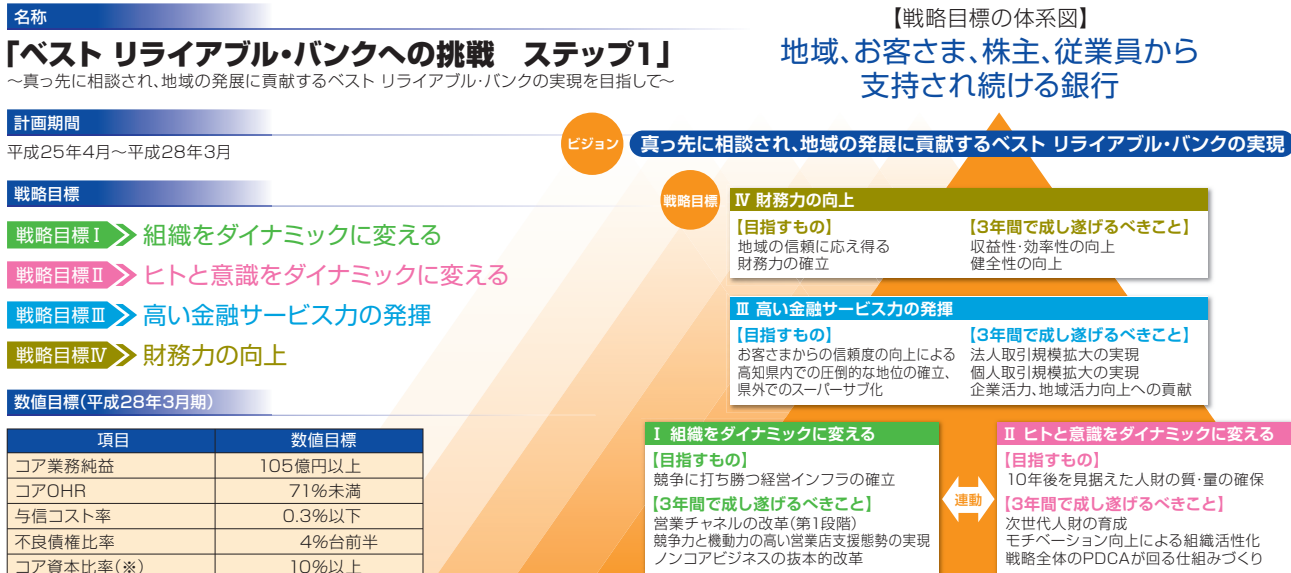 名称
「ベスト リライアブル・バンクへの挑戦　ステップ1」
～真っ先に相談され、地域の発展に貢献するベスト リライアブル・バンクの実現を目指して～
計画期間
平成25年4月～平成28年3月
戦略目標
戦略目標Ⅰ 組織をダイナミックに変える
戦略目標Ⅱ ヒトと意識をダイナミックに変える
戦略目標Ⅲ 高い金融サービス力の発揮
戦略目標Ⅳ 財務力の向上
数値目標(平成28年3月期)
項目 数値目標
コア業務純益 105億円以上
コアOHR 71%未満
与信コスト率 0.3%以下
不良債権比率 4%台前半
コア資本比率(※) 10%以上
【戦略目標の体系図】
地域、お客さま、株主、従業員から
支持され続ける銀行
ビジョン 真っ先に相談され、地域の発展に貢献するベスト リライアブル・バンクの実現
戦略目標
Ⅳ 財務力の向上
【目指すもの】
地域の信頼に応え得る
財務力の確立
【3年間で成し遂げるべきこと】
収益性・効率性の向上
健全性の向上
Ⅲ 高い金融サービス力の発揮
【目指すもの】
お客さまからの信頼度の向上による
高知県内での圧倒的な地位の確立、
県外でのスーパーサブ化
【3年間で成し遂げるべきこと】
法人取引規模拡大の実現
個人取引規模拡大の実現
企業活力、地域活力向上への貢献
Ⅰ 組織をダイナミックに変える
【目指すもの】
競争に打ち勝つ経営インフラの確立
【3年間で成し遂げるべきこと】
営業チャネルの改革(第1段階)
競争力と機動力の高い営業店支援態勢の実現
ノンコアビジネスの抜本的改革
連動
Ⅱ ヒトと意識をダイナミックに変える
【目指すもの】
10年後を見据えた人財の質・量の確保
【3年間で成し遂げるべきこと】
次世代人財の育成
モチベーション向上による組織活性化
戦略全体のPDCAが回る仕組みづくり